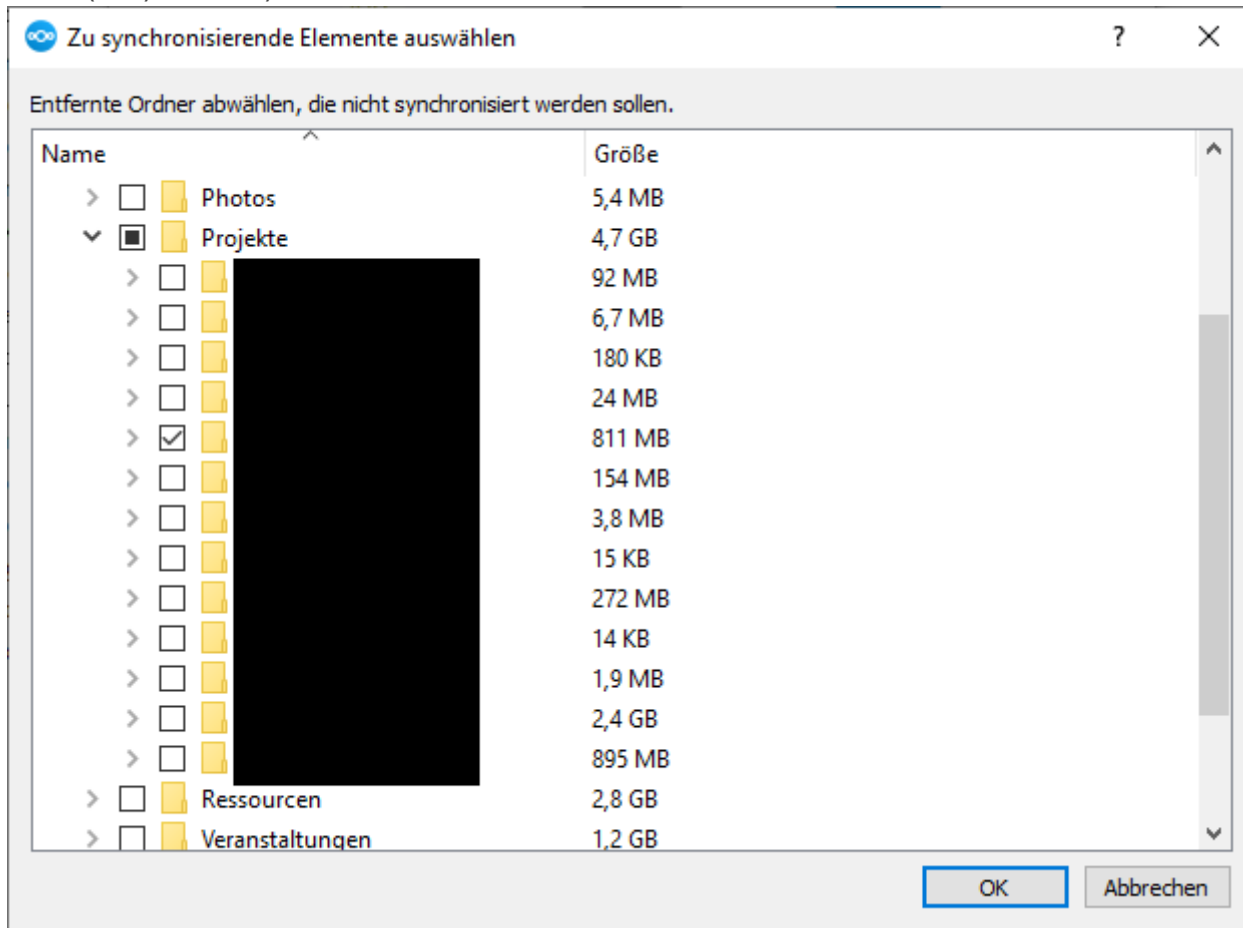 Zu synchronisierende Elemente auswählen ?
Entfernte Ordner abwählen, die nicht synchronisiert werden sollen.
Name Größe
Photos 5,4 MB
Projekte 4,7 GB
92 MB
6,7 MB
180 KB
24 MB
811 MB
154 MB
3,8 MB
15 KB
272 MB
14 KB
1,9 MB
2,4 GB
895 MB
Ressourcen 2,8 GB
Veranstaltungen 1,2 GB
OK Abbrechen